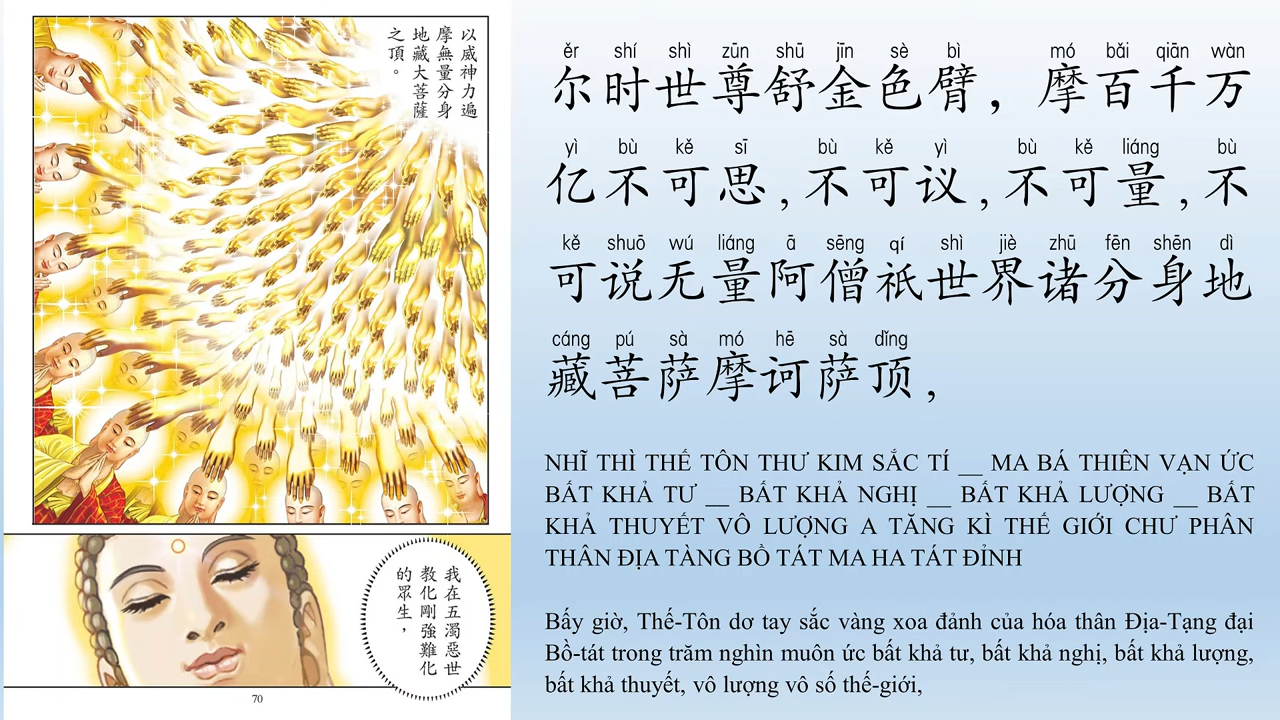 以威神力遍
摩無量分身
地藏大菩薩
之頂。
我在五濁惡世
教化剛強難化
的眾生，
70
ěr shí shì zūn shū jīn sè bì mó bǎi qiān wàn
尔时世尊舒金色臂，摩百千万
yì bù kě sī bù kě yì bù kě liáng bù
亿不可思,不可议,不可量,不
kě shuō wú liáng ā sēng qí shì jiè zhū fēn shēn dì
可说无量阿僧祇世界诸分身地
cáng pú sà mó hē sà dǐng
藏菩萨摩诃萨顶,
NHĨ THÌ THẾ TÔN THƯ KIM SẮC TÍ __ MA BÁ THIÊN VẠN ỨC
BẤT KHẢ TƯ __ BẤT KHẢ NGHỊ __ BẤT KHẢ LƯỢNG __ BẤT
KHẢ THUYẾT VÔ LƯỢNG A TĂNG KÌ THẾ GIỚI CHƯ PHÂN
THÂN ĐỊA TÀNG BỒ TÁT MA HA TÁT ĐỈNH
Bấy giờ, Thế-Tôn dơ tay sắc vàng xoa đảnh của hóa thân Địa-Tạng đại
Bồ-tát trong trăm nghìn muôn ức bất khả tư, bất khả nghị, bất khả lượng,
bất khả thuyết, vô lượng vô số thế-giới,